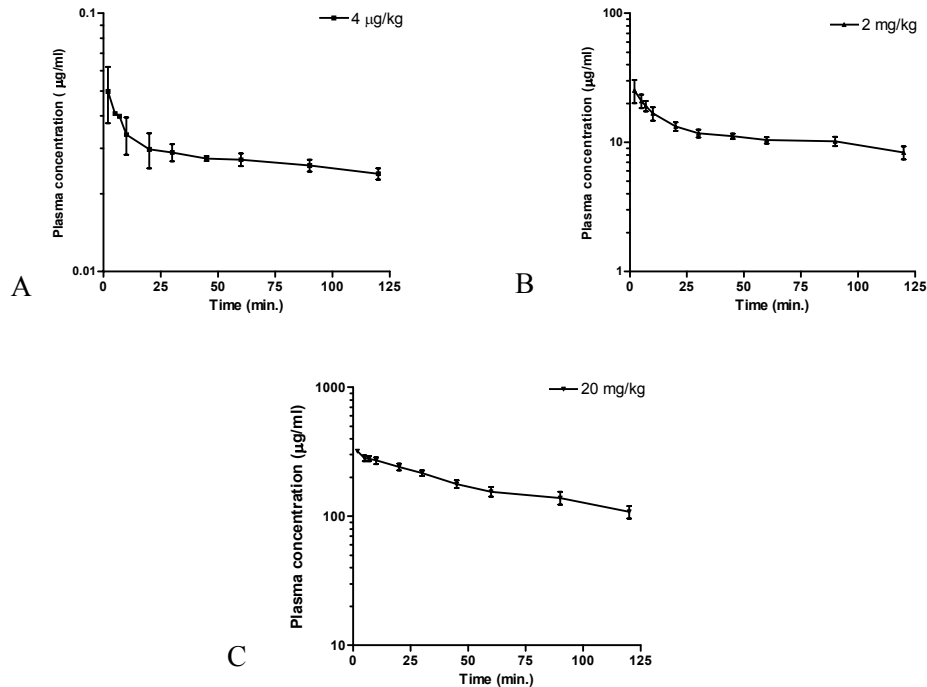 4 µg/kg
Plasma concentration ( µg/ml)
0.1
0.01
0 25 50 75 100 125
Time (min.)
A
2 mg/kg
Plasma concentration (µg/ml)
100
10
1
0 25 50 75 100 125
Time (min.)
B
20 mg/kg
Plasma concentration (µg/ml)
1000
100
10
0 25 50 75 100 125
Time (min.)
C